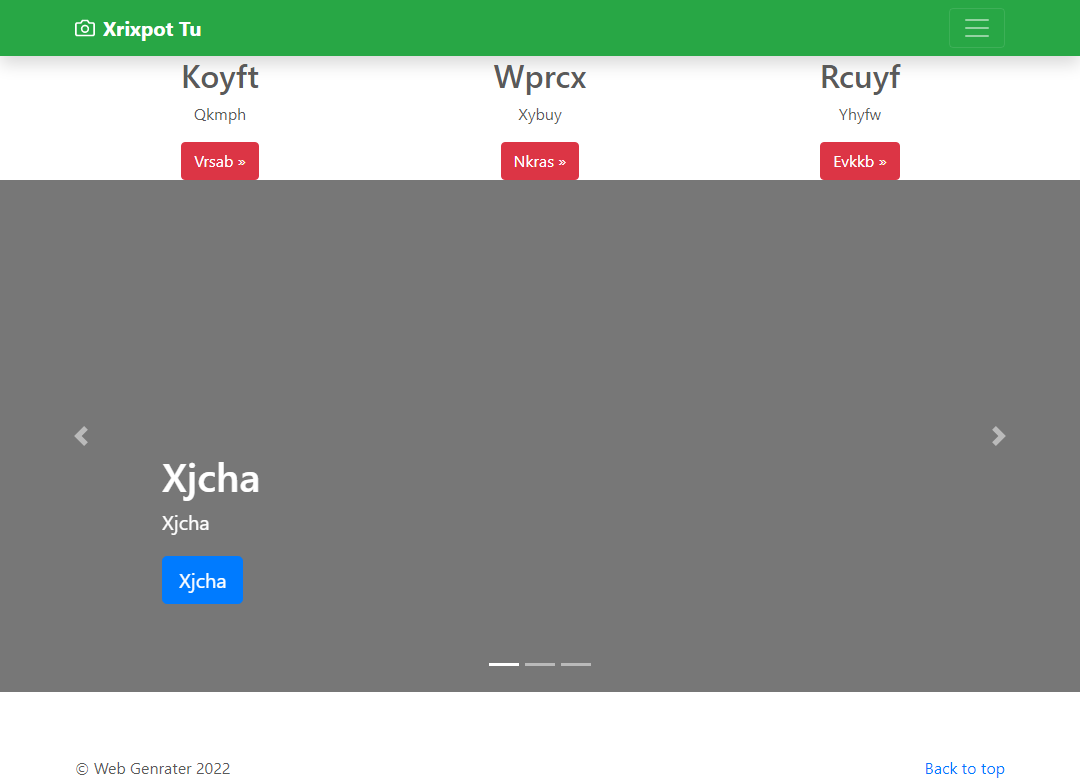 Xrixpot Tu
Koyft
Qkmph
Vrsab »
Wprcx
Xybuy
Nkras »
Rcuyf
Yhyfw
Evkkb »
Xjcha
Xjcha
Xjcha
© Web Genrater 2022
Back to top